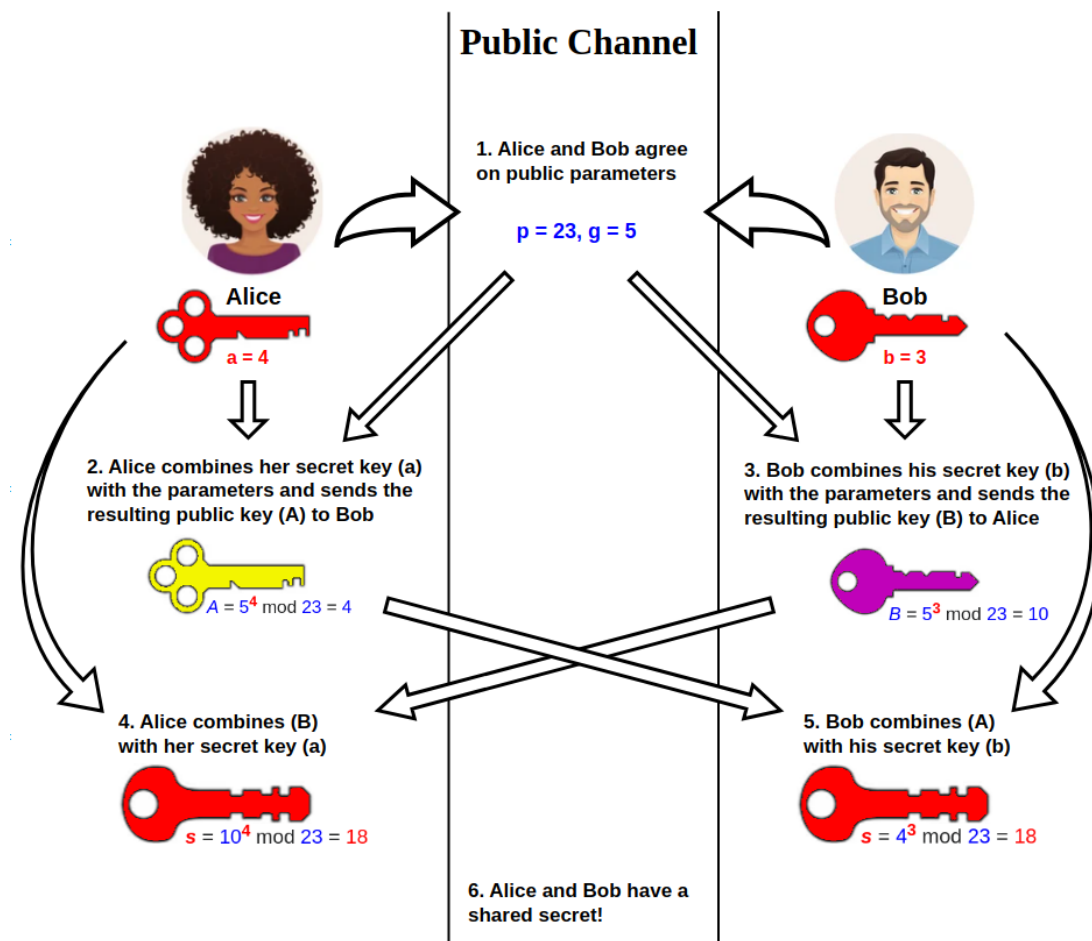 Public Channel
1. Alice and Bob agree
on public parameters
p = 23, g = 5
Alice
a = 4
Bob
b = 3
2. Alice combines her secret key (a)
with the parameters and sends the
resulting public key (A) to Bob
A = 5⁴ mod 23 = 4
3. Bob combines his secret key (b)
with the parameters and sends the
resulting public key (B) to Alice
B = 5³ mod 23 = 10
4. Alice combines (B)
with her secret key (a)
s = 10⁴ mod 23 = 18
5. Bob combines (A)
with his secret key (b)
s = 4³ mod 23 = 18
6. Alice and Bob have a
shared secret!